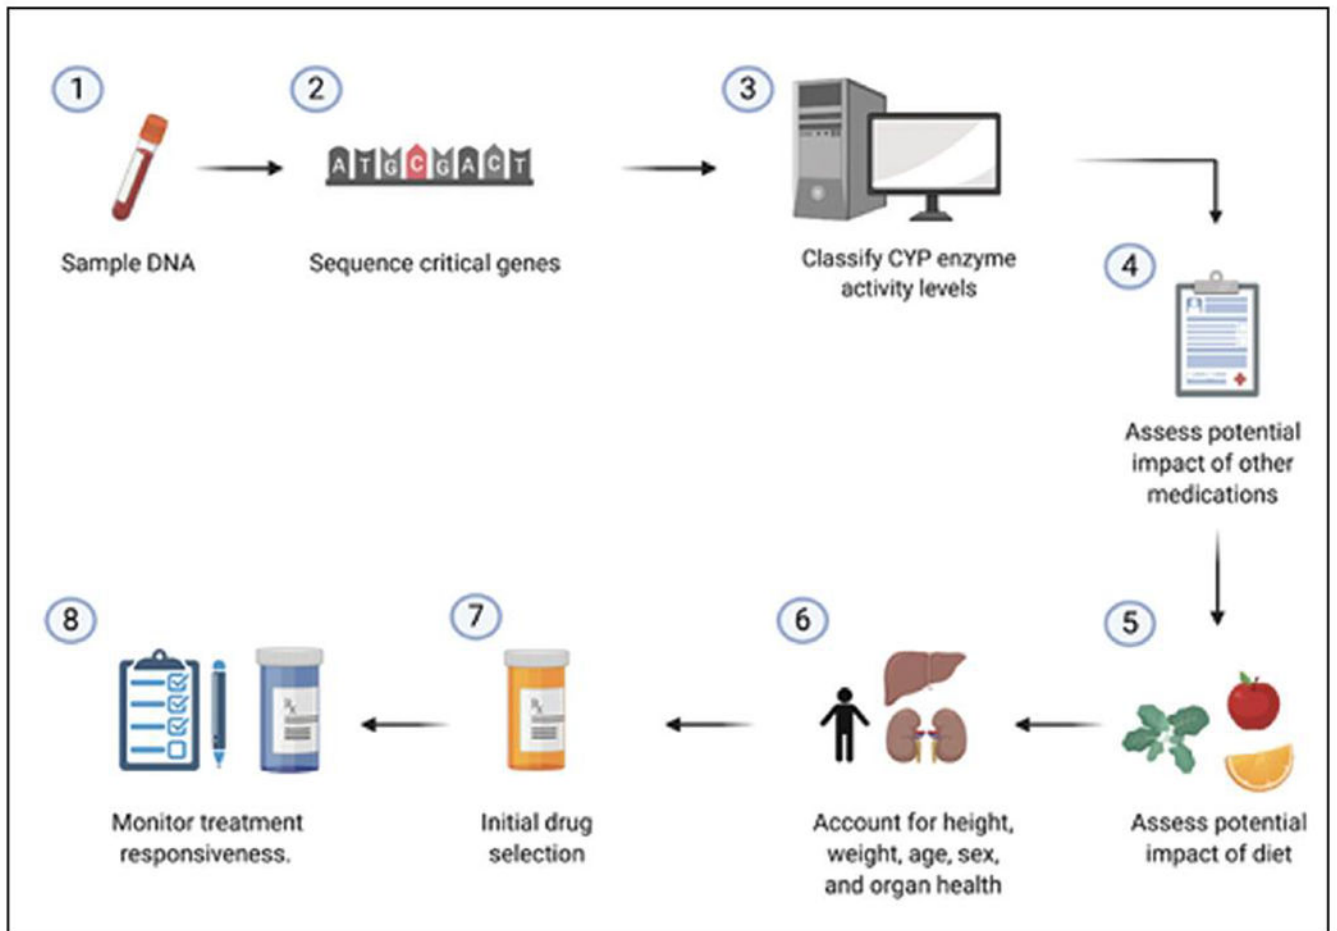 1
Sample DNA
2
A T G C G A C T
Sequence critical genes
3
Classify CYP enzyme
activity levels
4
Assess potential
impact of other
medications
5
Assess potential
impact of diet
6
Account for height,
weight, age, sex,
and organ health
7
Rx
Initial drug
selection
8
Rx
Monitor treatment
responsiveness.